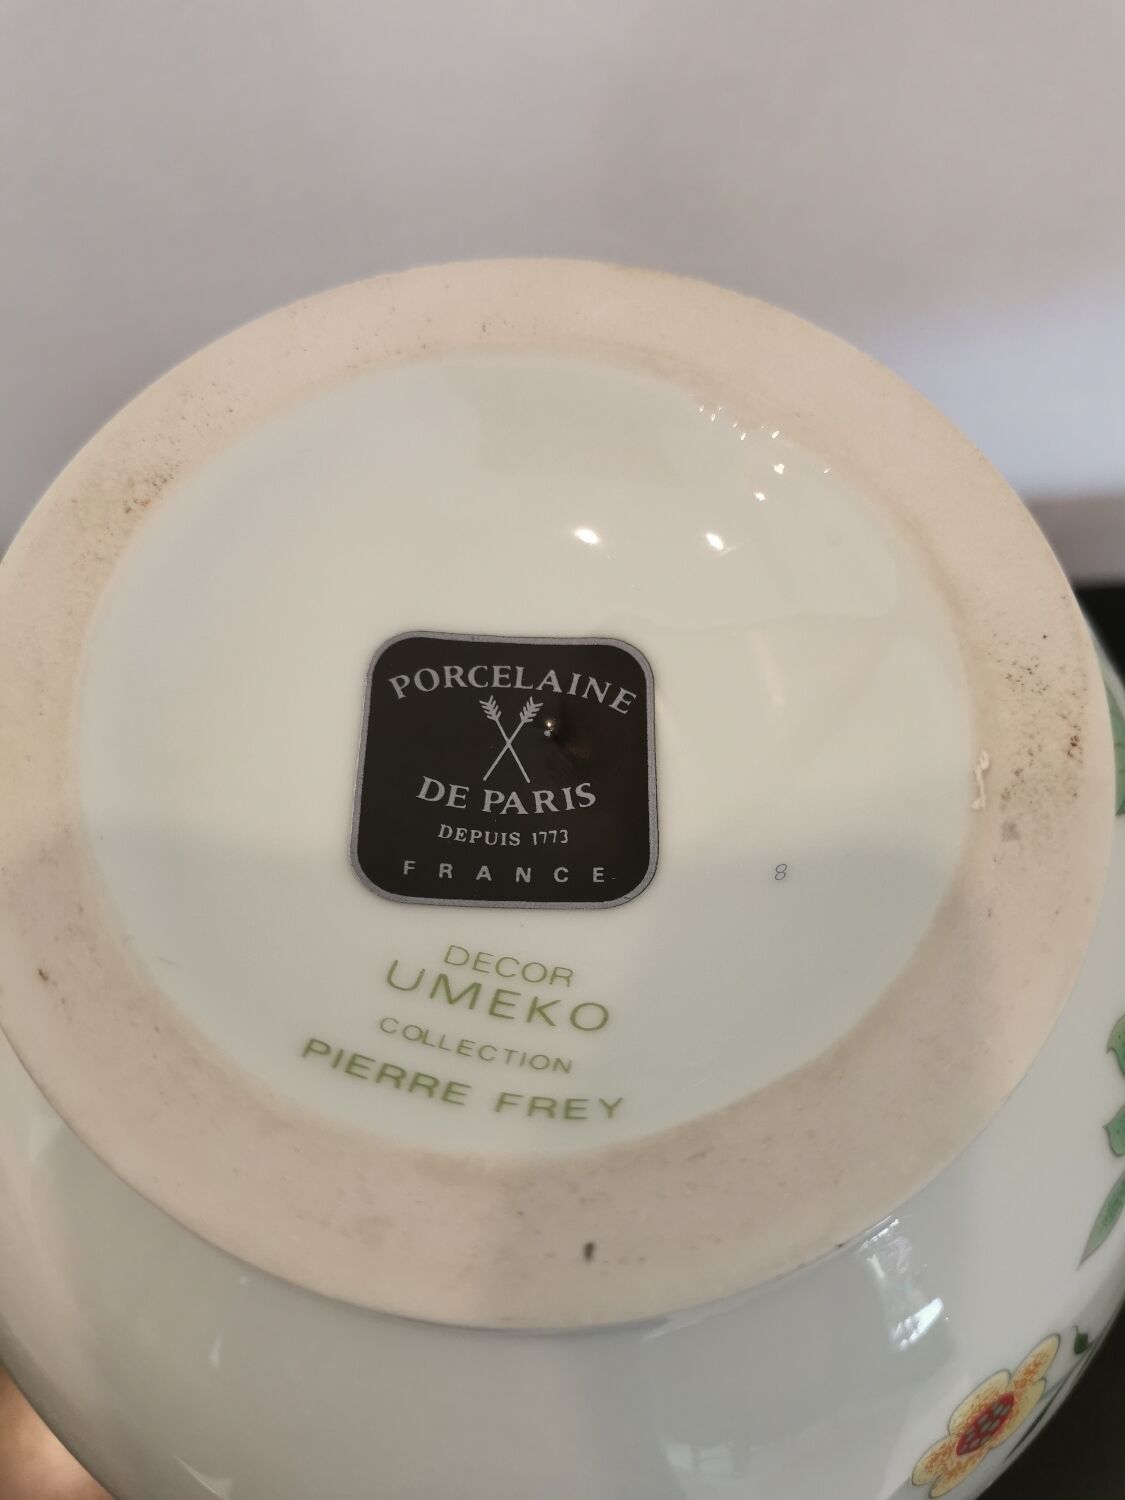 PORCELAINE
DE PARIS
DEPUIS 1773
FRANCE
8
DECOR
UMEKO
COLLECTION
PIERRE FREY